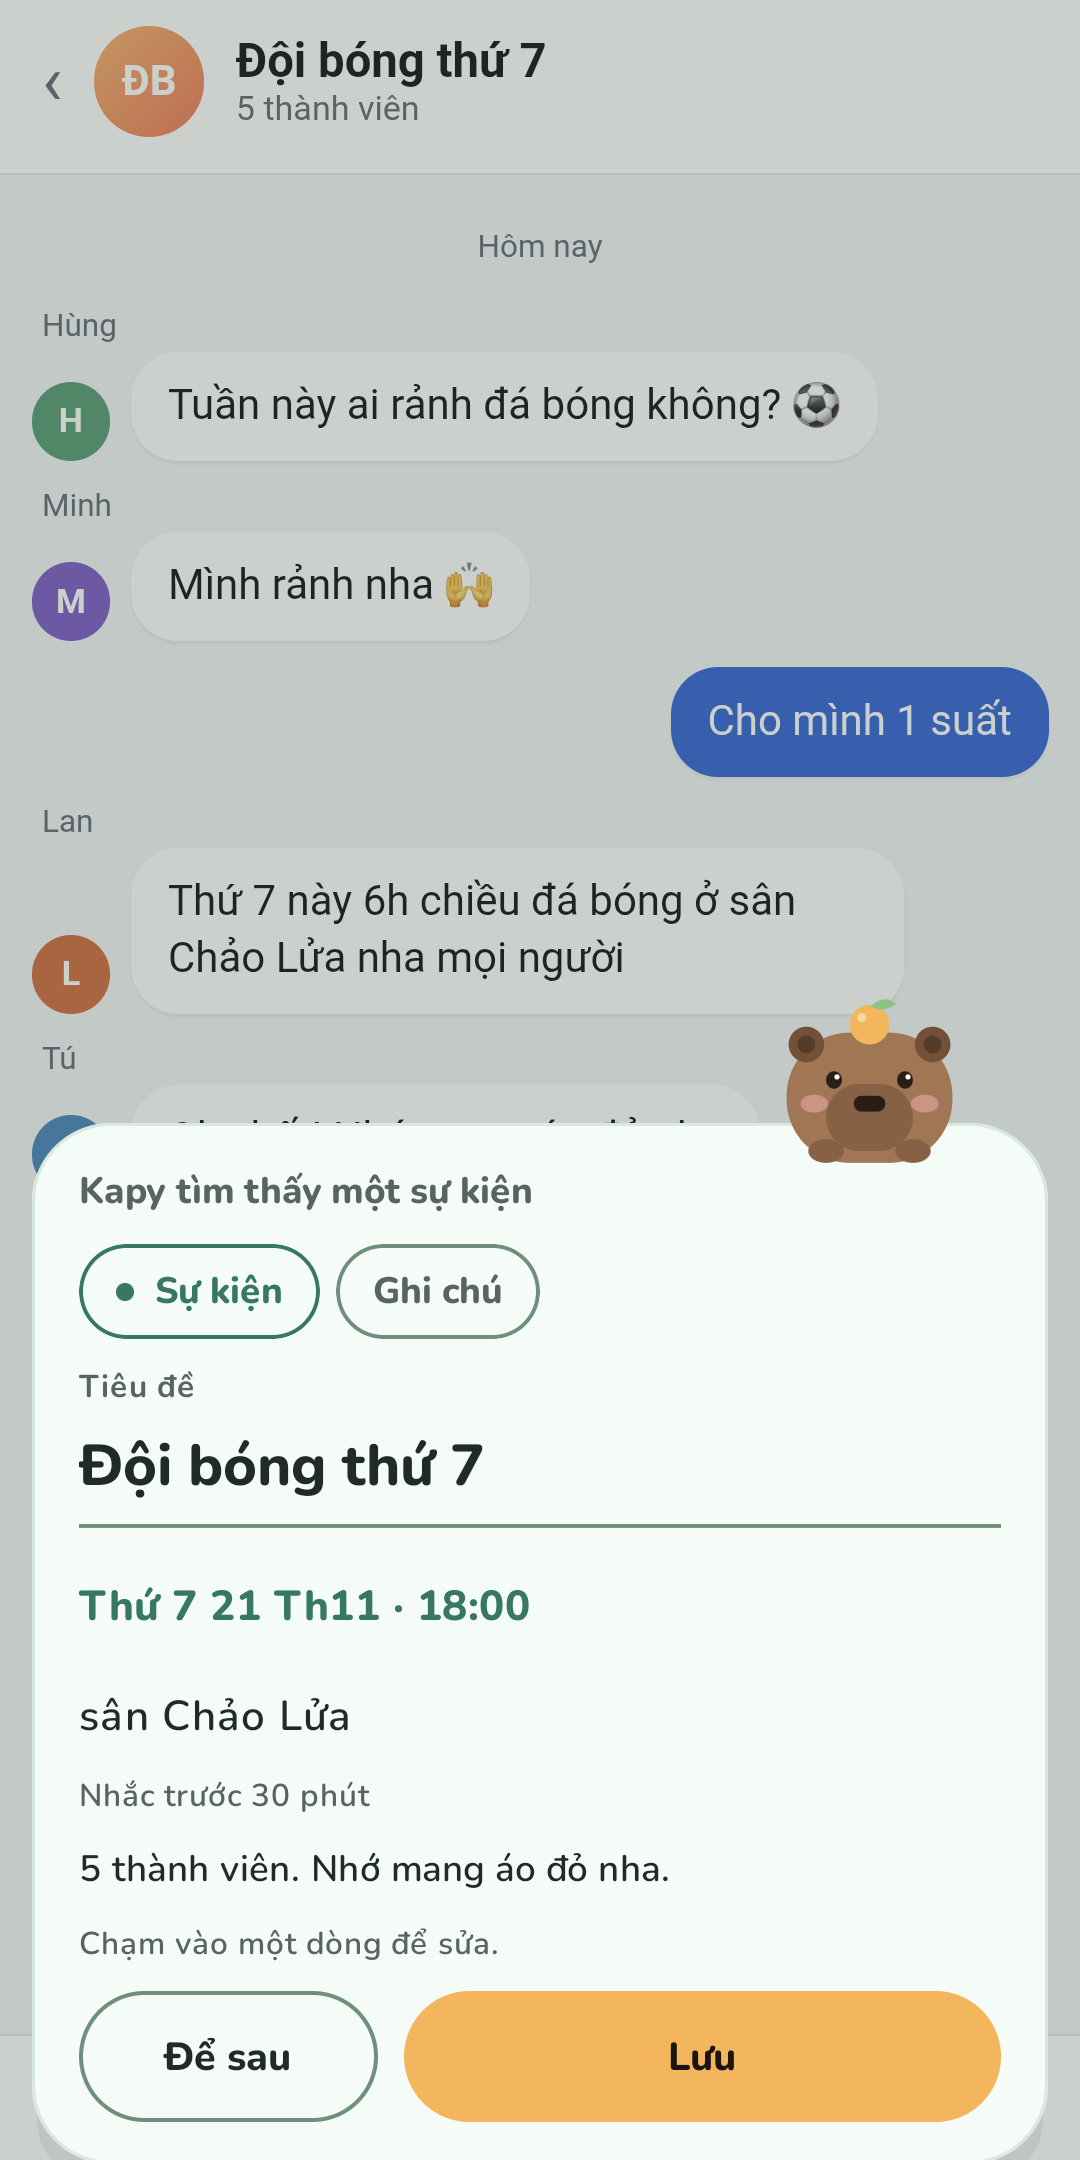 ĐB
Đội bóng thứ 7
5 thành viên
Hôm nay
Hùng
H
Tuần này ai rảnh đá bóng không? ⚽
Minh
M
Mình rảnh nha 🙌
Cho mình 1 suất
Lan
Thứ 7 này 6h chiều đá bóng ở sân
Chảo Lửa nha mọi người
L
Tú
Kapy tìm thấy một sự kiện
Sự kiện
Ghi chú
Tiêu đề
Đội bóng thứ 7
Thứ 7 21 Th11 · 18:00
sân Chảo Lửa
Nhắc trước 30 phút
5 thành viên. Nhớ mang áo đỏ nha.
Chạm vào một dòng để sửa.
Để sau
Lưu